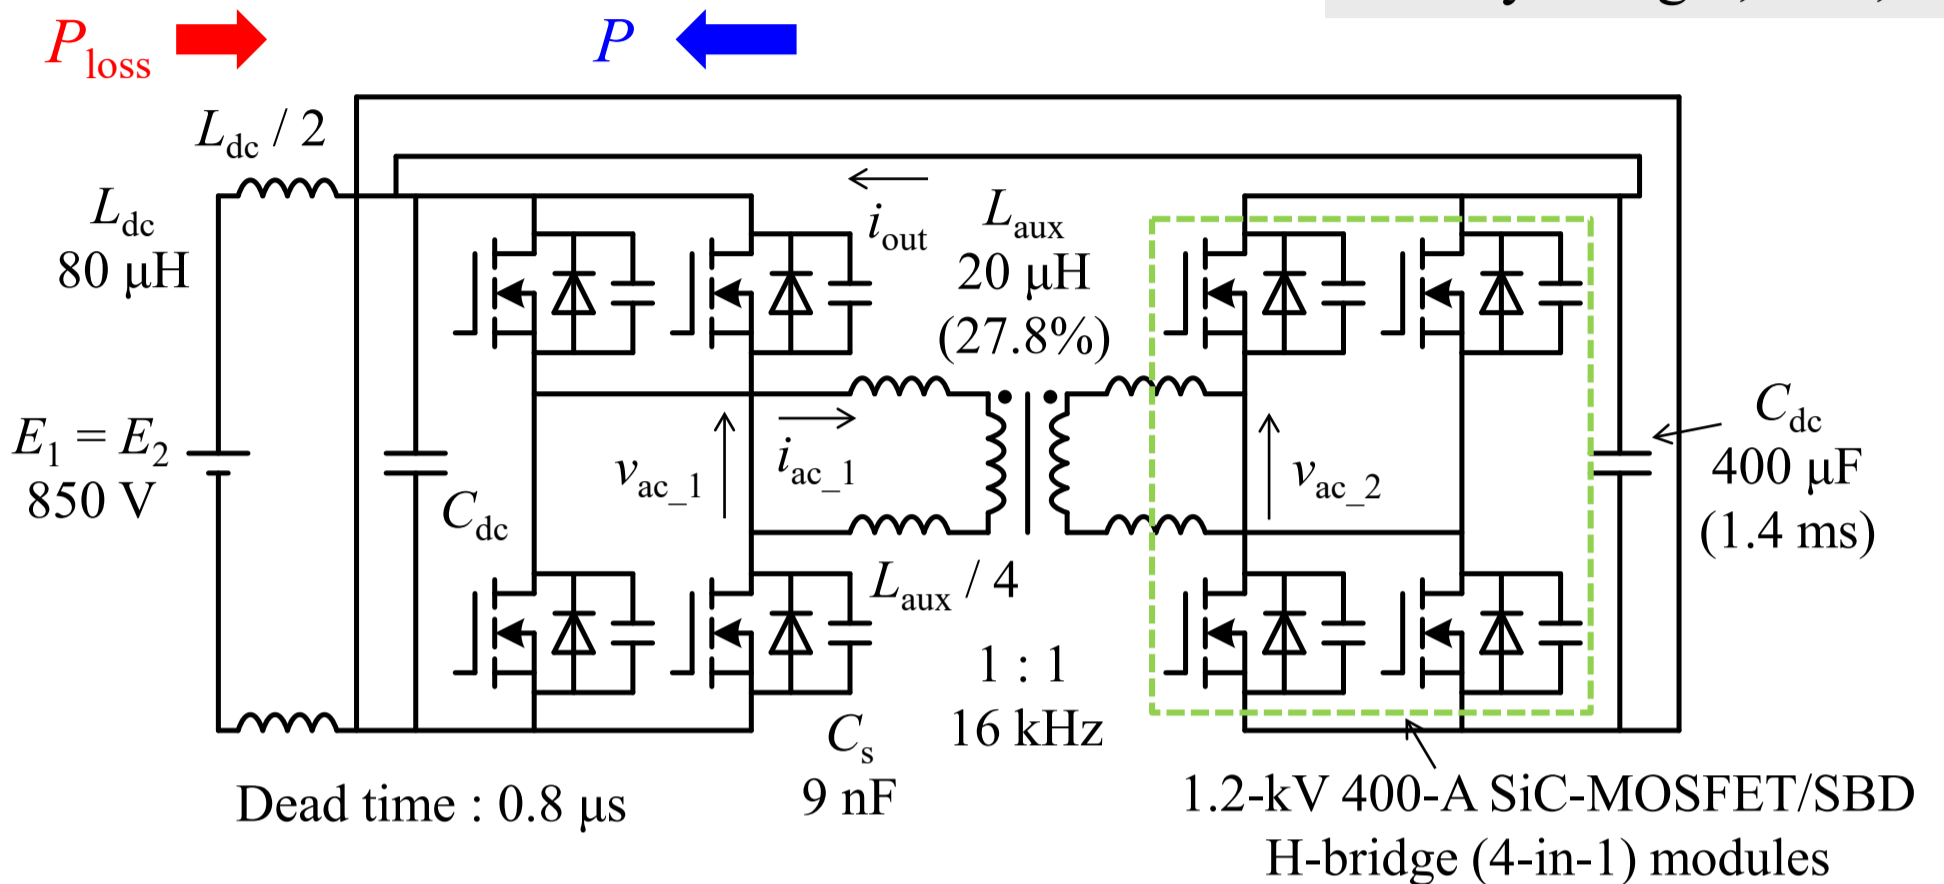 P_loss
P
L_dc / 2
L_dc
80 μH
i_out
L_aux
20 μH
(27.8%)
E_1 = E_2
850 V
C_dc
v_ac_1
i_ac_1
v_ac_2
C_dc
400 μF
(1.4 ms)
L_aux / 4
1 : 1
16 kHz
C_s
9 nF
Dead time : 0.8 μs
1.2-kV 400-A SiC-MOSFET/SBD
H-bridge (4-in-1) modules